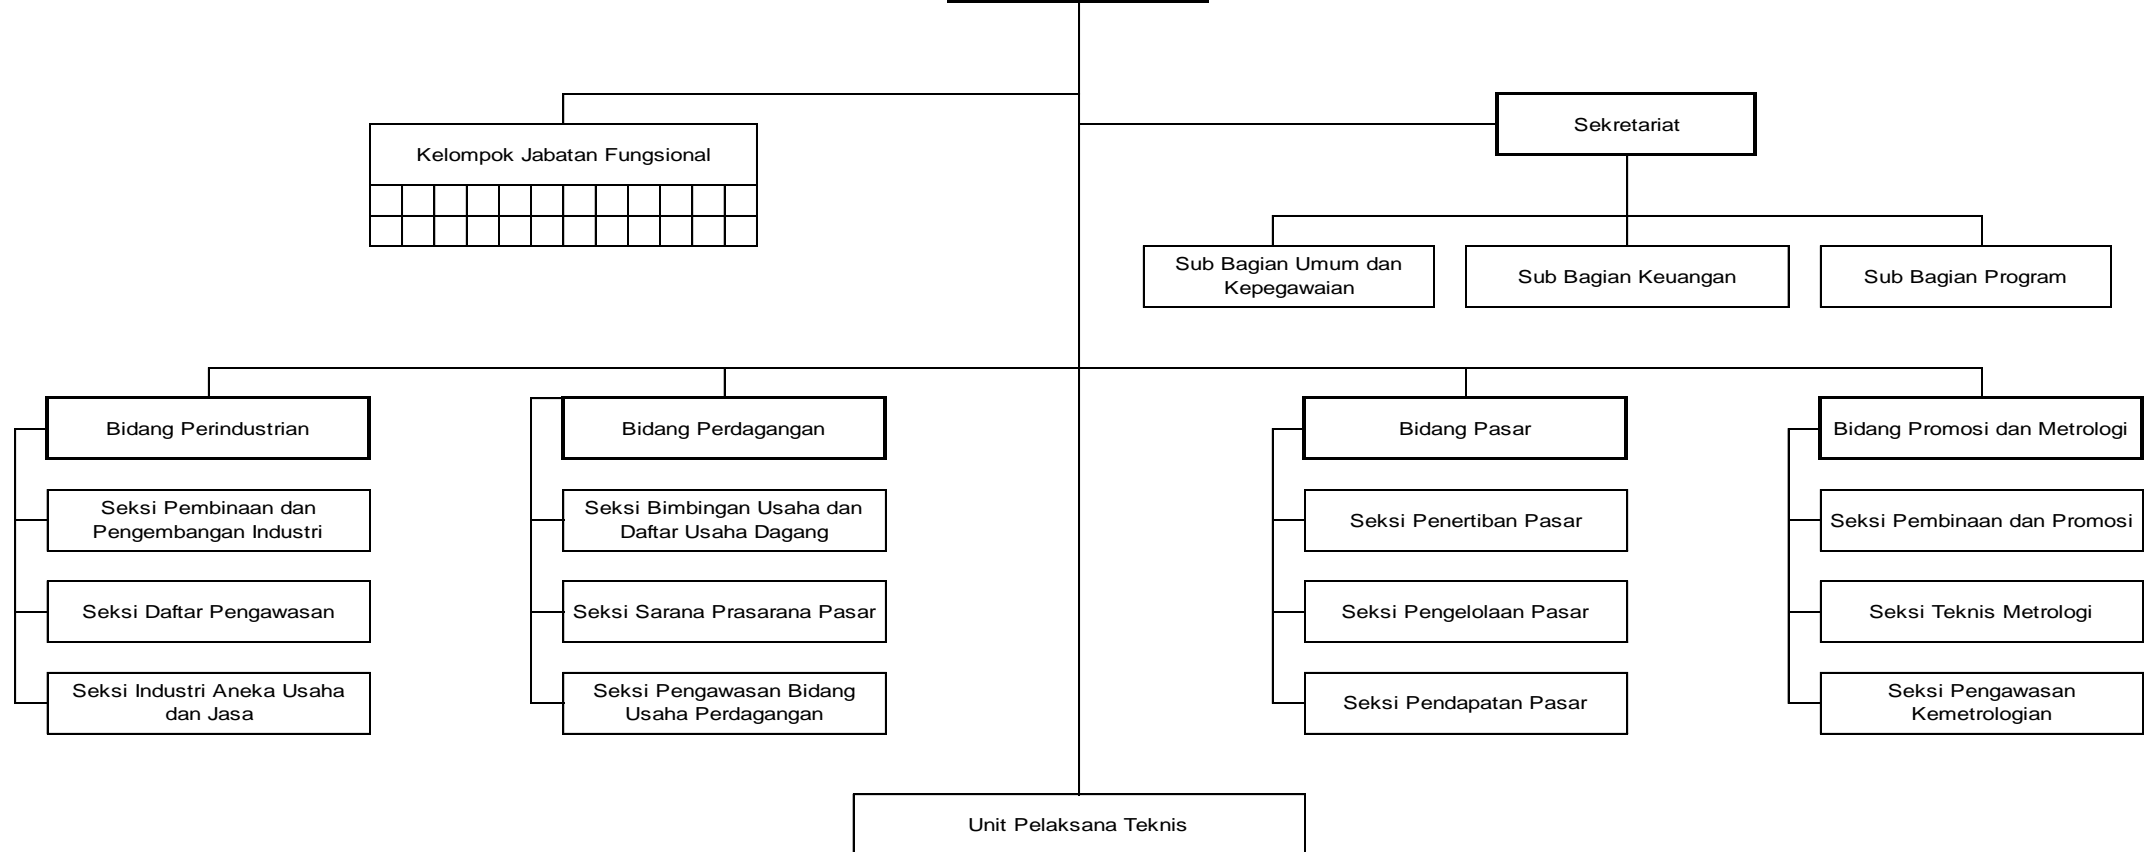 Sekretariat
Kelompok Jabatan Fungsional
Sub Bagian Umum dan
Kepegawaian
Sub Bagian Keuangan
Sub Bagian Program
Bidang Perindustrian
Bidang Perdagangan
Bidang Pasar
Bidang Promosi dan Metrologi
Seksi Pembinaan dan
Pengembangan Industri
Seksi Bimbingan Usaha dan
Daftar Usaha Dagang
Seksi Penertiban Pasar
Seksi Pembinaan dan Promosi
Seksi Daftar Pengawasan
Seksi Sarana Prasarana Pasar
Seksi Pengelolaan Pasar
Seksi Teknis Metrologi
Seksi Industri Aneka Usaha
dan Jasa
Seksi Pengawasan Bidang
Usaha Perdagangan
Seksi Pendapatan Pasar
Seksi Pengawasan
Kemetrologian
Unit Pelaksana Teknis